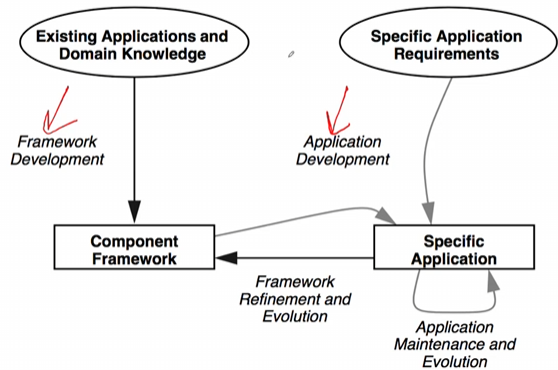 Existing Applications and
Domain Knowledge
Specific Application
Requirements
Framework
Development
Application
Development
Component
Framework
Specific
Application
Framework
Refinement and
Evolution
Application
Maintenance and
Evolution